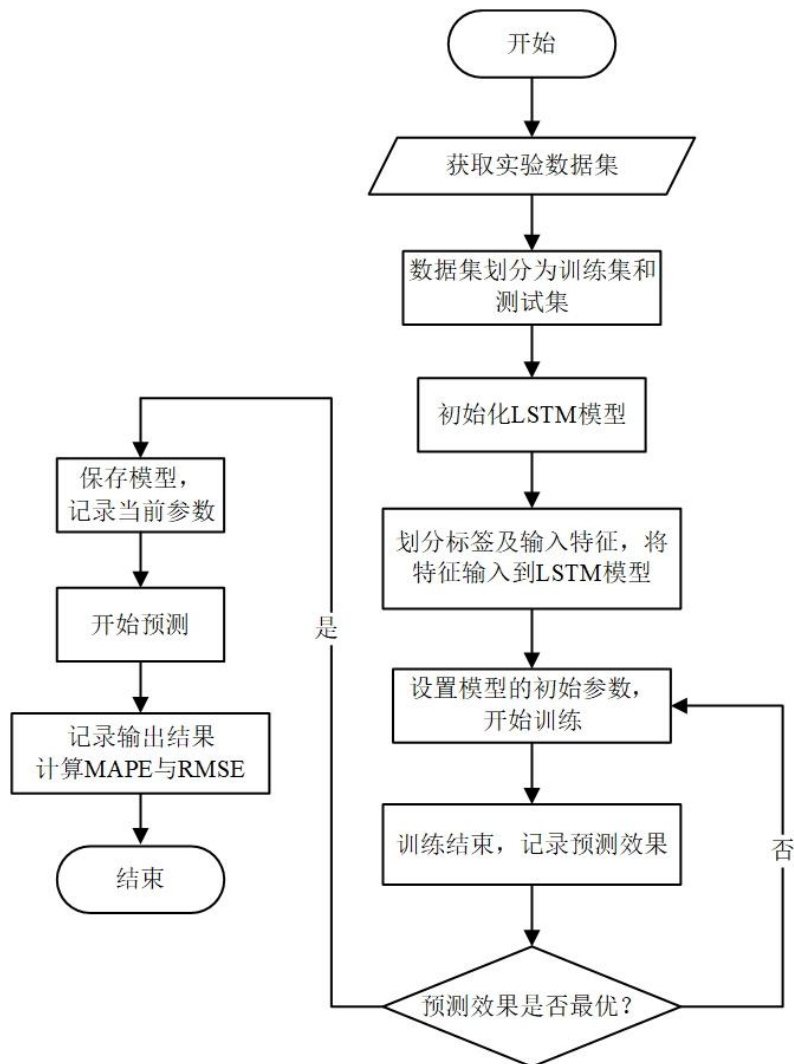 开始
获取实验数据集
数据集划分为训练集和
测试集
初始化LSTM模型
划分标签及输入特征，将
特征输入到LSTM模型
设置模型的初始参数，
开始训练
训练结束，记录预测效果
预测效果是否最优？
否
是
保存模型，
记录当前参数
开始预测
记录输出结果
计算MAPE与RMSE
结束